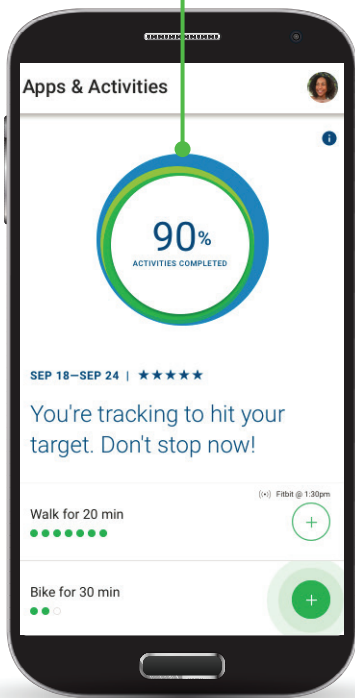 Apps & Activities
90%
ACTIVITIES COMPLETED
SEP 18–SEP 24 | ★★★★★
You're tracking to hit your
target. Don't stop now!
Fitbit @ 1:30pm
Walk for 20 min
Bike for 30 min